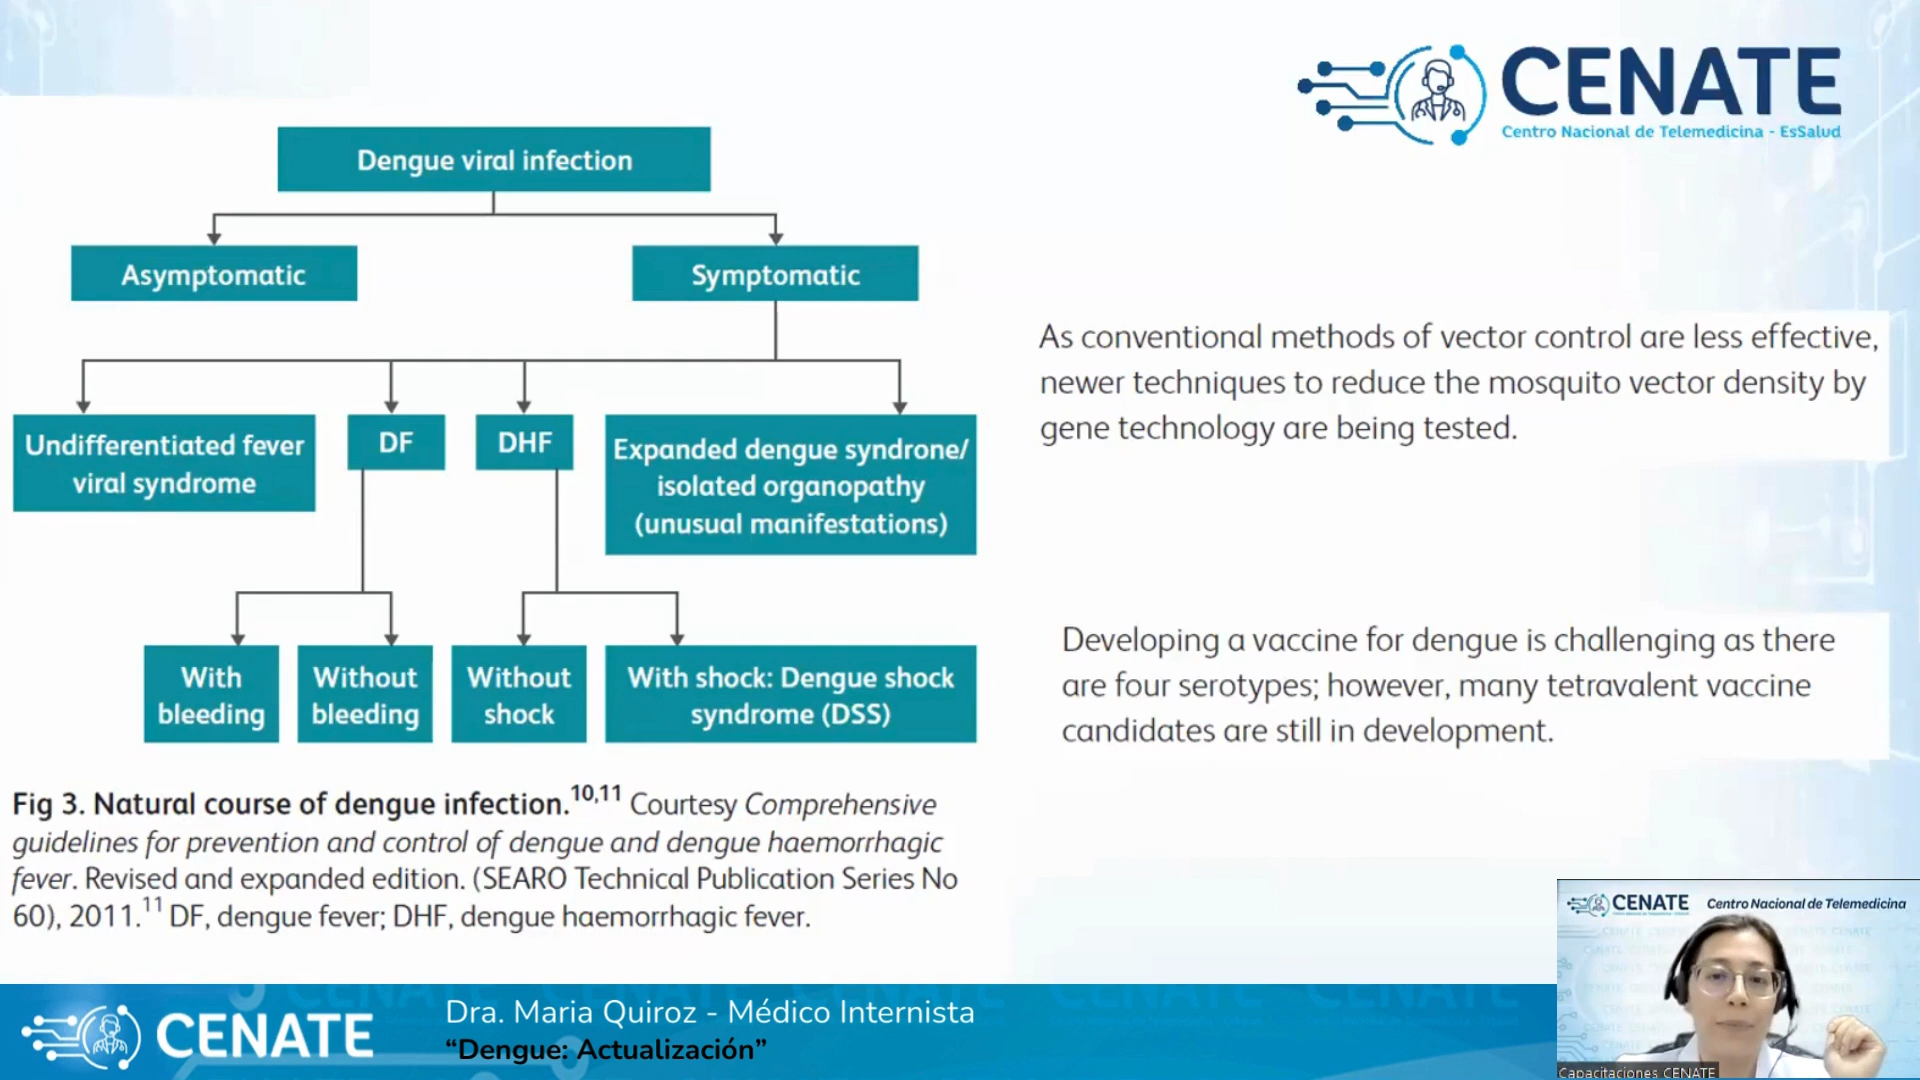 CENATE
Centro Nacional de Telemedicina - EsSalud
Dengue viral infection
Asymptomatic
Symptomatic
Undifferentiated fever
viral syndrome
DF
DHF
Expanded dengue syndrone/
isolated organopathy
(unusual manifestations)
With
bleeding
Without
bleeding
Without
shock
With shock: Dengue shock
syndrome (DSS)
Fig 3. Natural course of dengue infection.10,11 Courtesy Comprehensive
guidelines for prevention and control of dengue and dengue haemorrhagic
fever. Revised and expanded edition. (SEARO Technical Publication Series No
60), 2011.11 DF, dengue fever; DHF, dengue haemorrhagic fever.
As conventional methods of vector control are less effective,
newer techniques to reduce the mosquito vector density by
gene technology are being tested.
Developing a vaccine for dengue is challenging as there
are four serotypes; however, many tetravalent vaccine
candidates are still in development.
CENATE
Dra. Maria Quiroz - Médico Internista
“Dengue: Actualización”
CENATE
Centro Nacional de Telemedicina
Capacitaciones CENATE